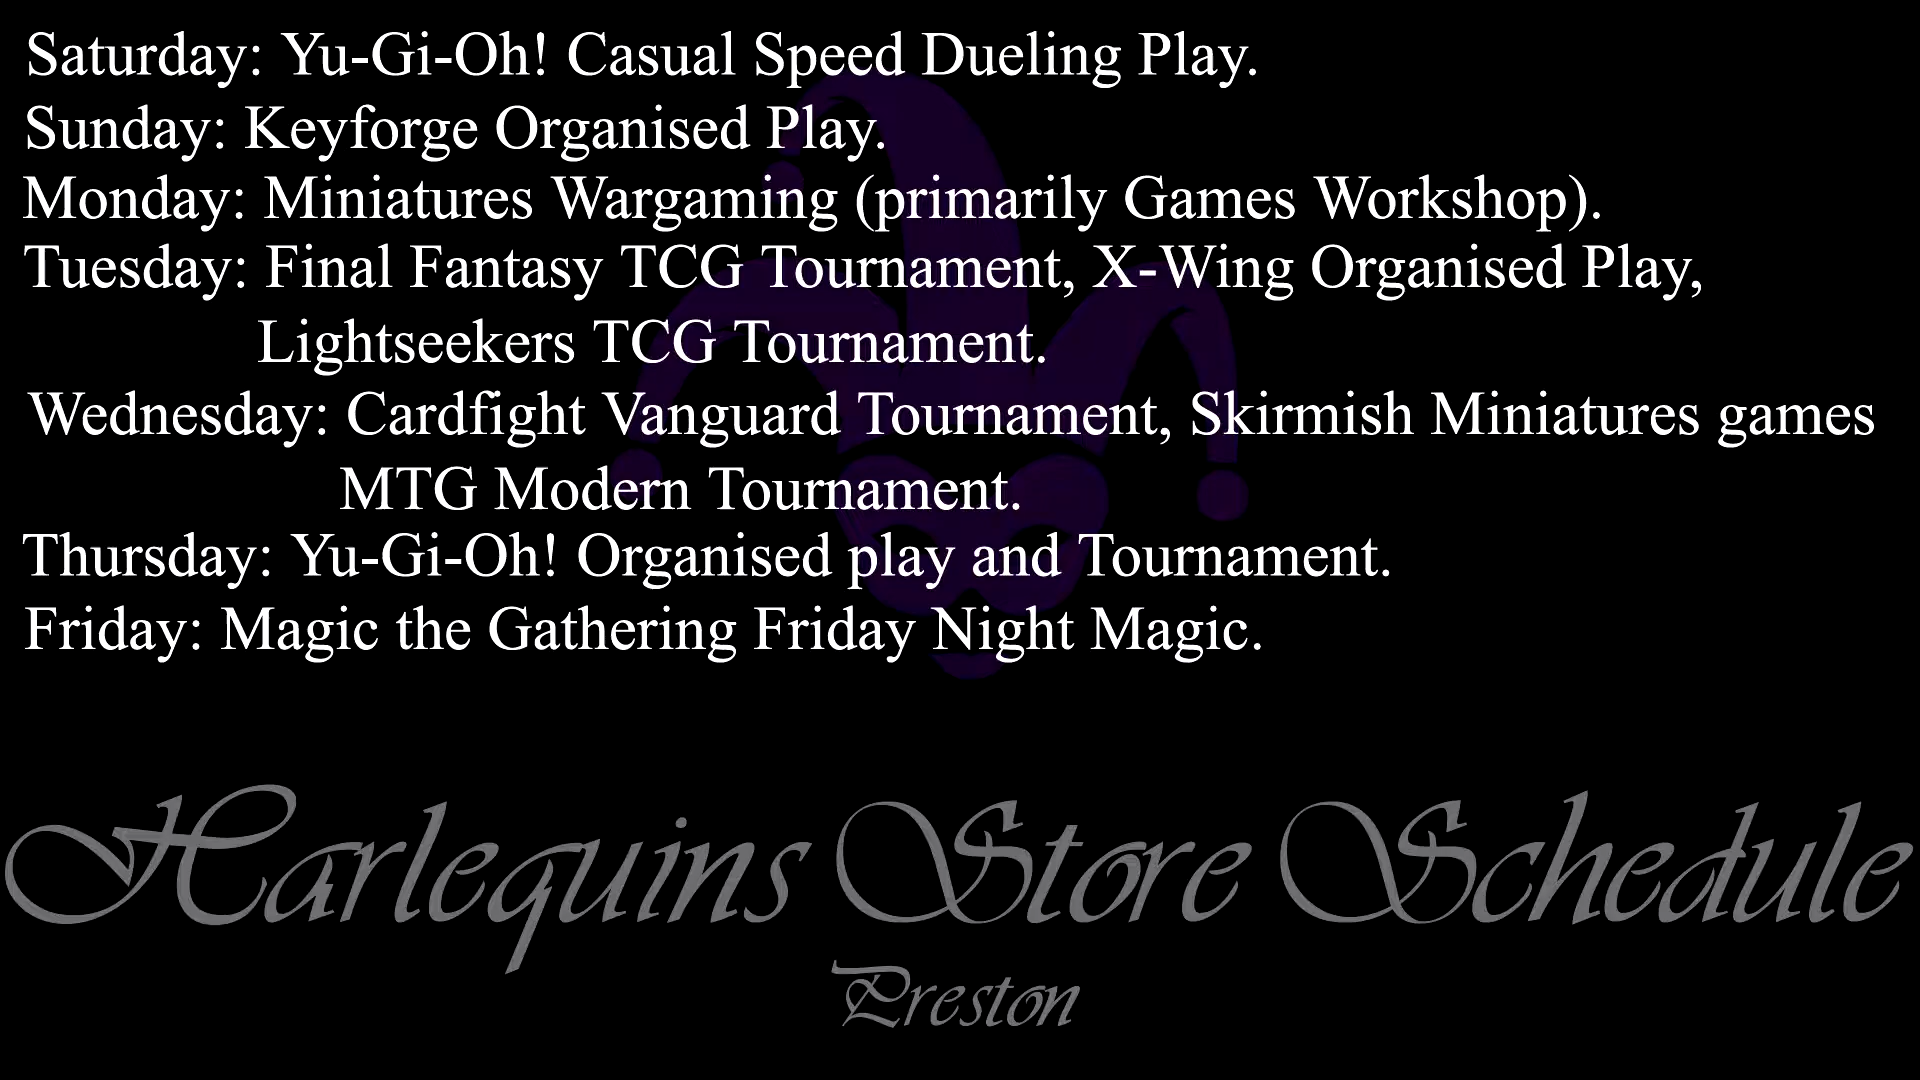 Saturday: Yu-Gi-Oh! Casual Speed Dueling Play.
Sunday: Keyforge Organised Play.
Monday: Miniatures Wargaming (primarily Games Workshop).
Tuesday: Final Fantasy TCG Tournament, X-Wing Organised Play,
Lightseekers TCG Tournament.
Wednesday: Cardfight Vanguard Tournament, Skirmish Miniatures games
MTG Modern Tournament.
Thursday: Yu-Gi-Oh! Organised play and Tournament.
Friday: Magic the Gathering Friday Night Magic.
Harlequins Store Schedule
Preston